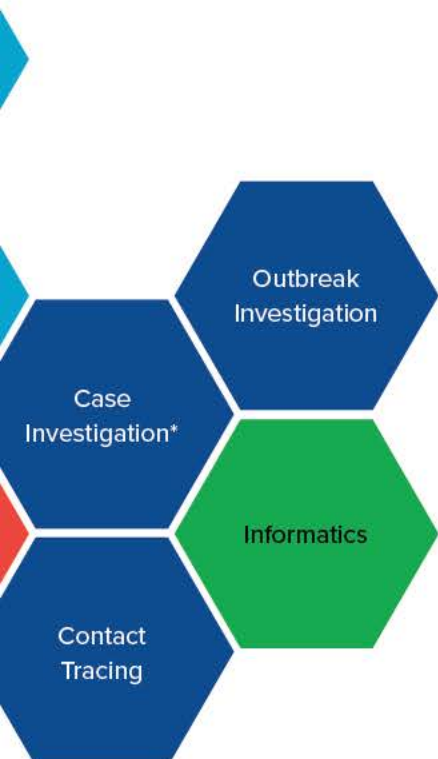 Outbreak
Investigation
Case
Investigation*
Informatics
Contact
Tracing